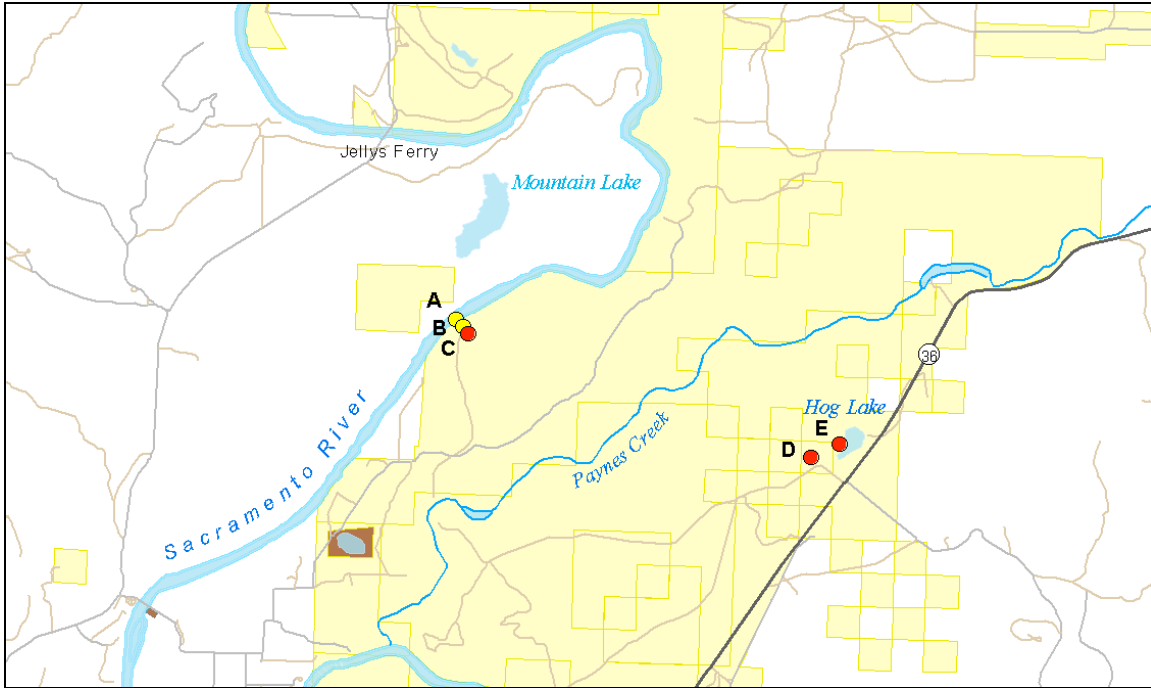 Jellys Ferry
Mountain Lake
A
B
C
36
Hog Lake
E
D
Paynes Creek
Sacramento River